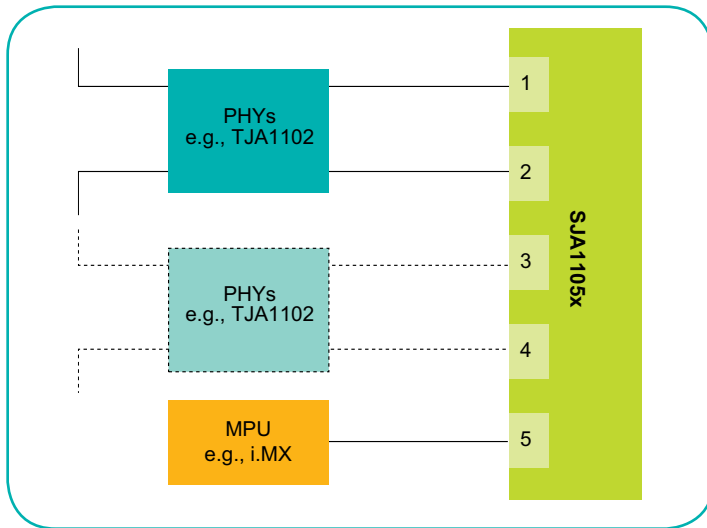 PHYs
e.g., TJA1102
1
2
PHYs
e.g., TJA1102
3
4
MPU
e.g., i.MX
5
SJA1105x